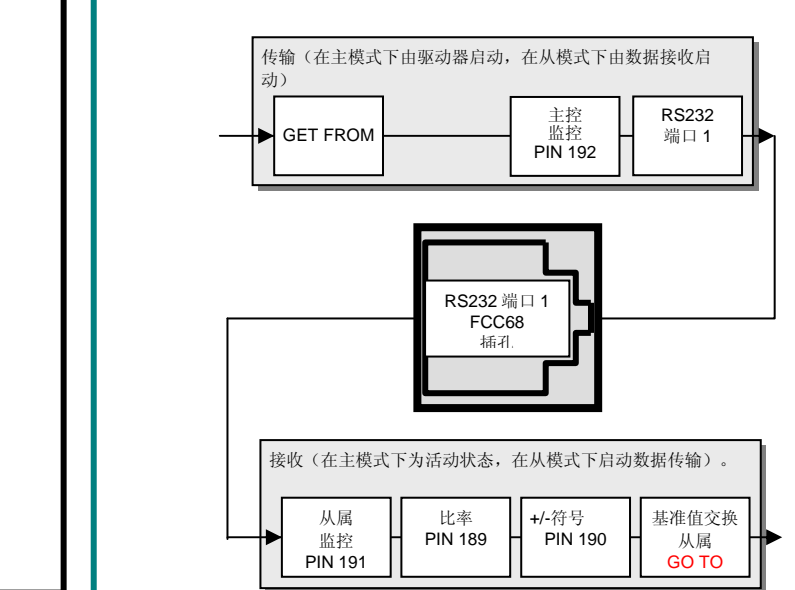 传输（在主模式下由驱动器启动，在从模式下由数据接收启
动）
GET FROM
主控
监控
PIN 192
RS232
端口 1
RS232 端口 1
FCC68
插孔
接收（在主模式下为活动状态，在从模式下启动数据传输）。
从属
监控
PIN 191
比率
PIN 189
+/-符号
PIN 190
基准值交换
从属
GO TO